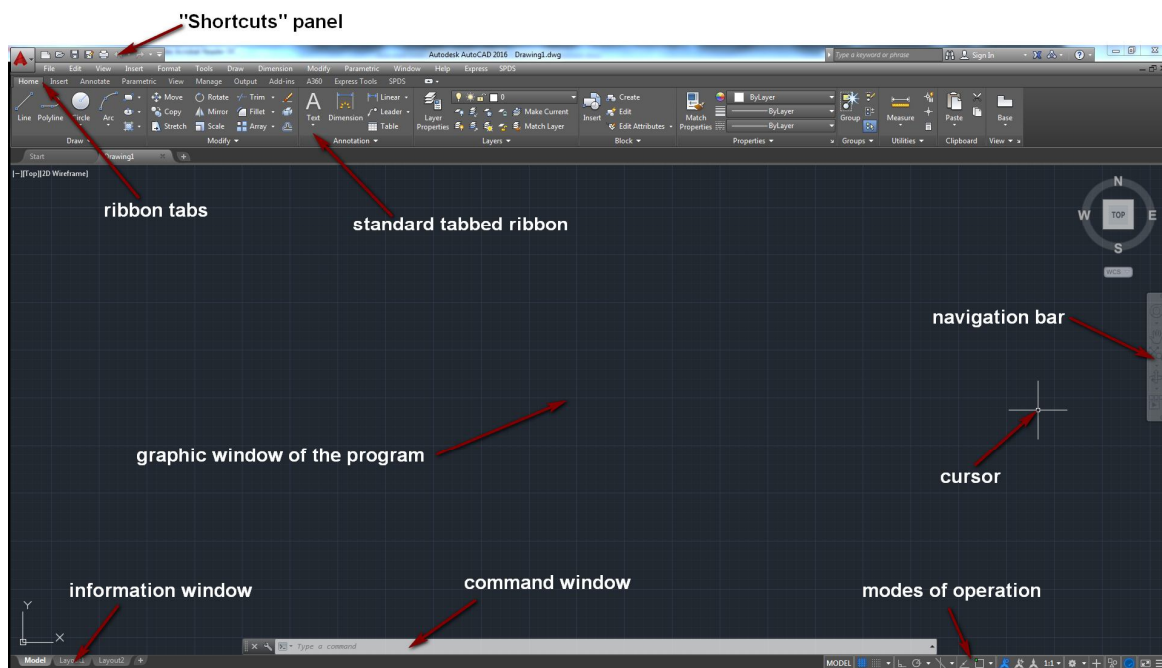 "Shortcuts" panel
Autodesk AutoCAD 2016 Drawing1.dwg
Type a keyword or phrase
Sign In
File Edit View Insert Format Tools Draw Dimension Modify Parametric Window Help Express SPDS
Home Insert Annotate Parametric View Manage Output Add-ins A360 Express Tools SPDS
Line Polyline Circle Arc
Move Rotate Trim
Copy Mirror Fillet
Stretch Scale Array
Text Dimension
Linear
Leader
Table
Layer Properties
0
Make Current
Match Layer
Insert
Create
Edit
Edit Attributes
Match Properties
ByLayer
ByLayer
ByLayer
Group
Measure
Paste
Base
Draw Modify Annotation Layers Block Properties Groups Utilities Clipboard View
Start Drawing1
[−][Top][2D Wireframe]
N
W TOP E
S
WCS
ribbon tabs
standard tabbed ribbon
navigation bar
graphic window of the program
cursor
information window
command window
modes of operation
Y
X
Type a command
Model Layout1 Layout2 +
MODEL 1:1